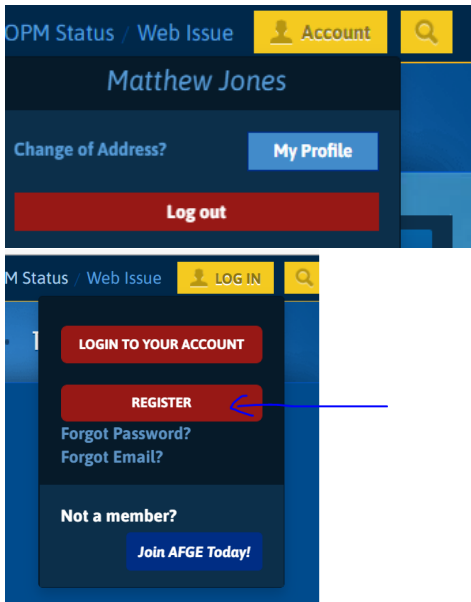 OPM Status / Web Issue Account
Matthew Jones
Change of Address? My Profile
Log out
M Status / Web Issue LOG IN
LOGIN TO YOUR ACCOUNT
REGISTER
Forgot Password?
Forgot Email?
Not a member?
Join AFGE Today!